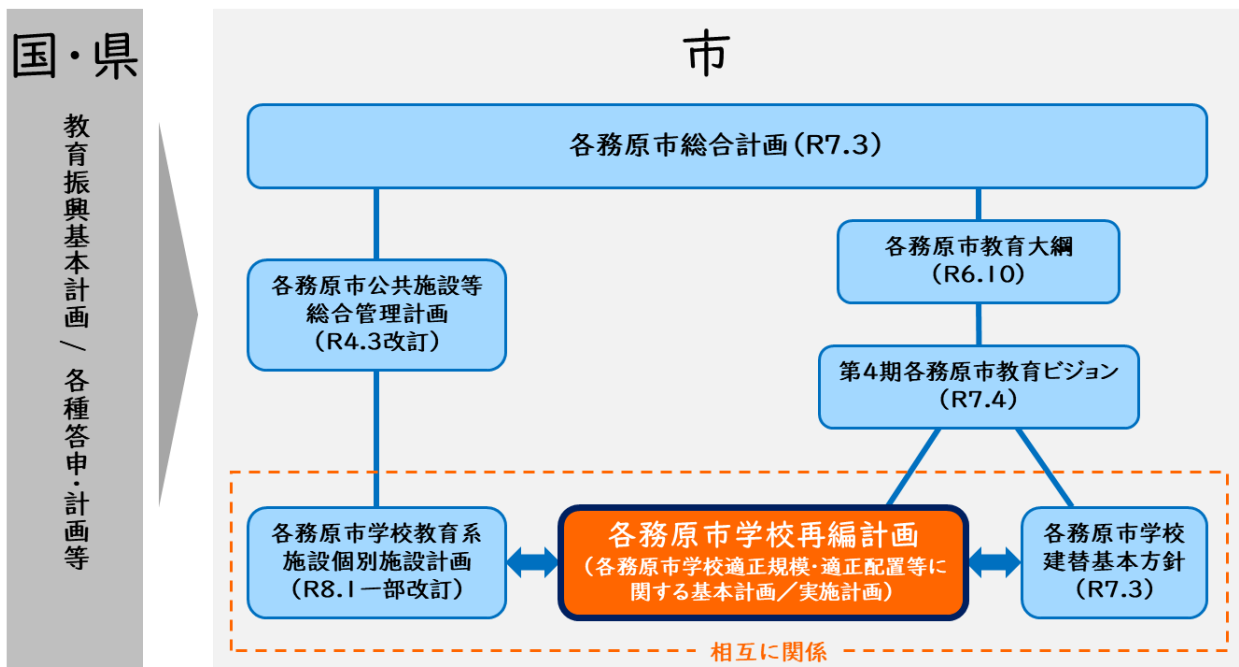 国・県
教育振興基本計画 / 各種答申・計画等
市
各務原市総合計画(R7.3)
各務原市公共施設等
総合管理計画
(R4.3改訂)
各務原市教育大綱
(R6.10)
第4期各務原市教育ビジョン
(R7.4)
各務原市学校教育系
施設個別施設計画
(R8.1一部改訂)
各務原市学校再編計画
(各務原市学校適正規模・適正配置等に
関する基本計画／実施計画)
各務原市学校
建替基本方針
(R7.3)
相互に関係